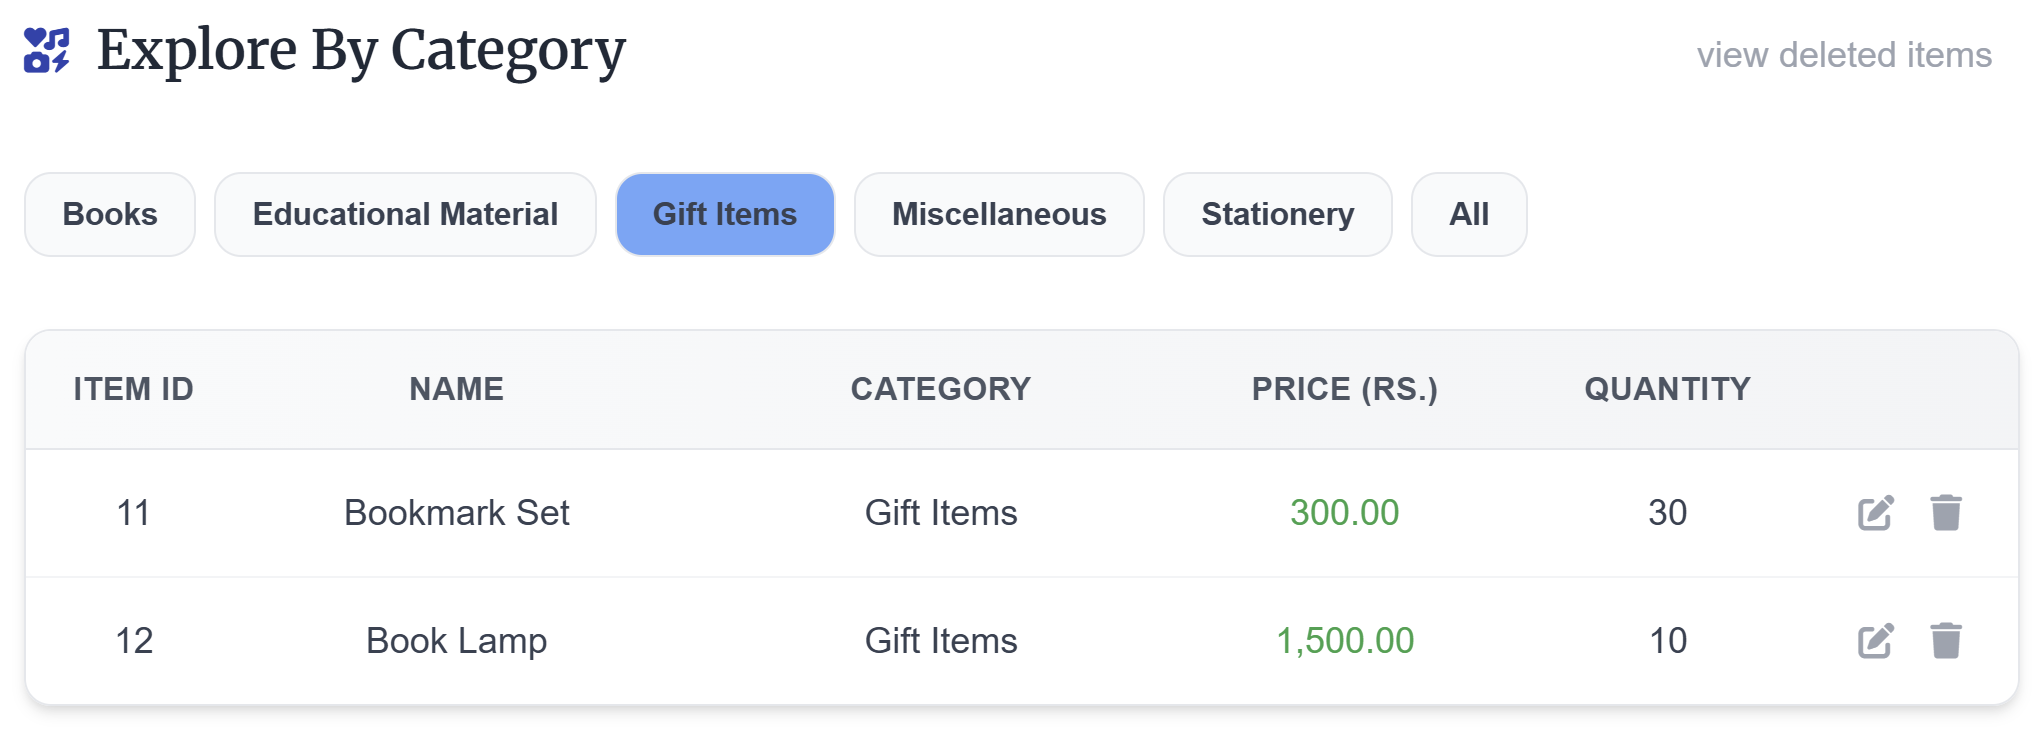 Explore By Category
view deleted items
Books Educational Material Gift Items Miscellaneous Stationery All
ITEM ID NAME CATEGORY PRICE (RS.) QUANTITY
11 Bookmark Set Gift Items 300.00 30
12 Book Lamp Gift Items 1,500.00 10